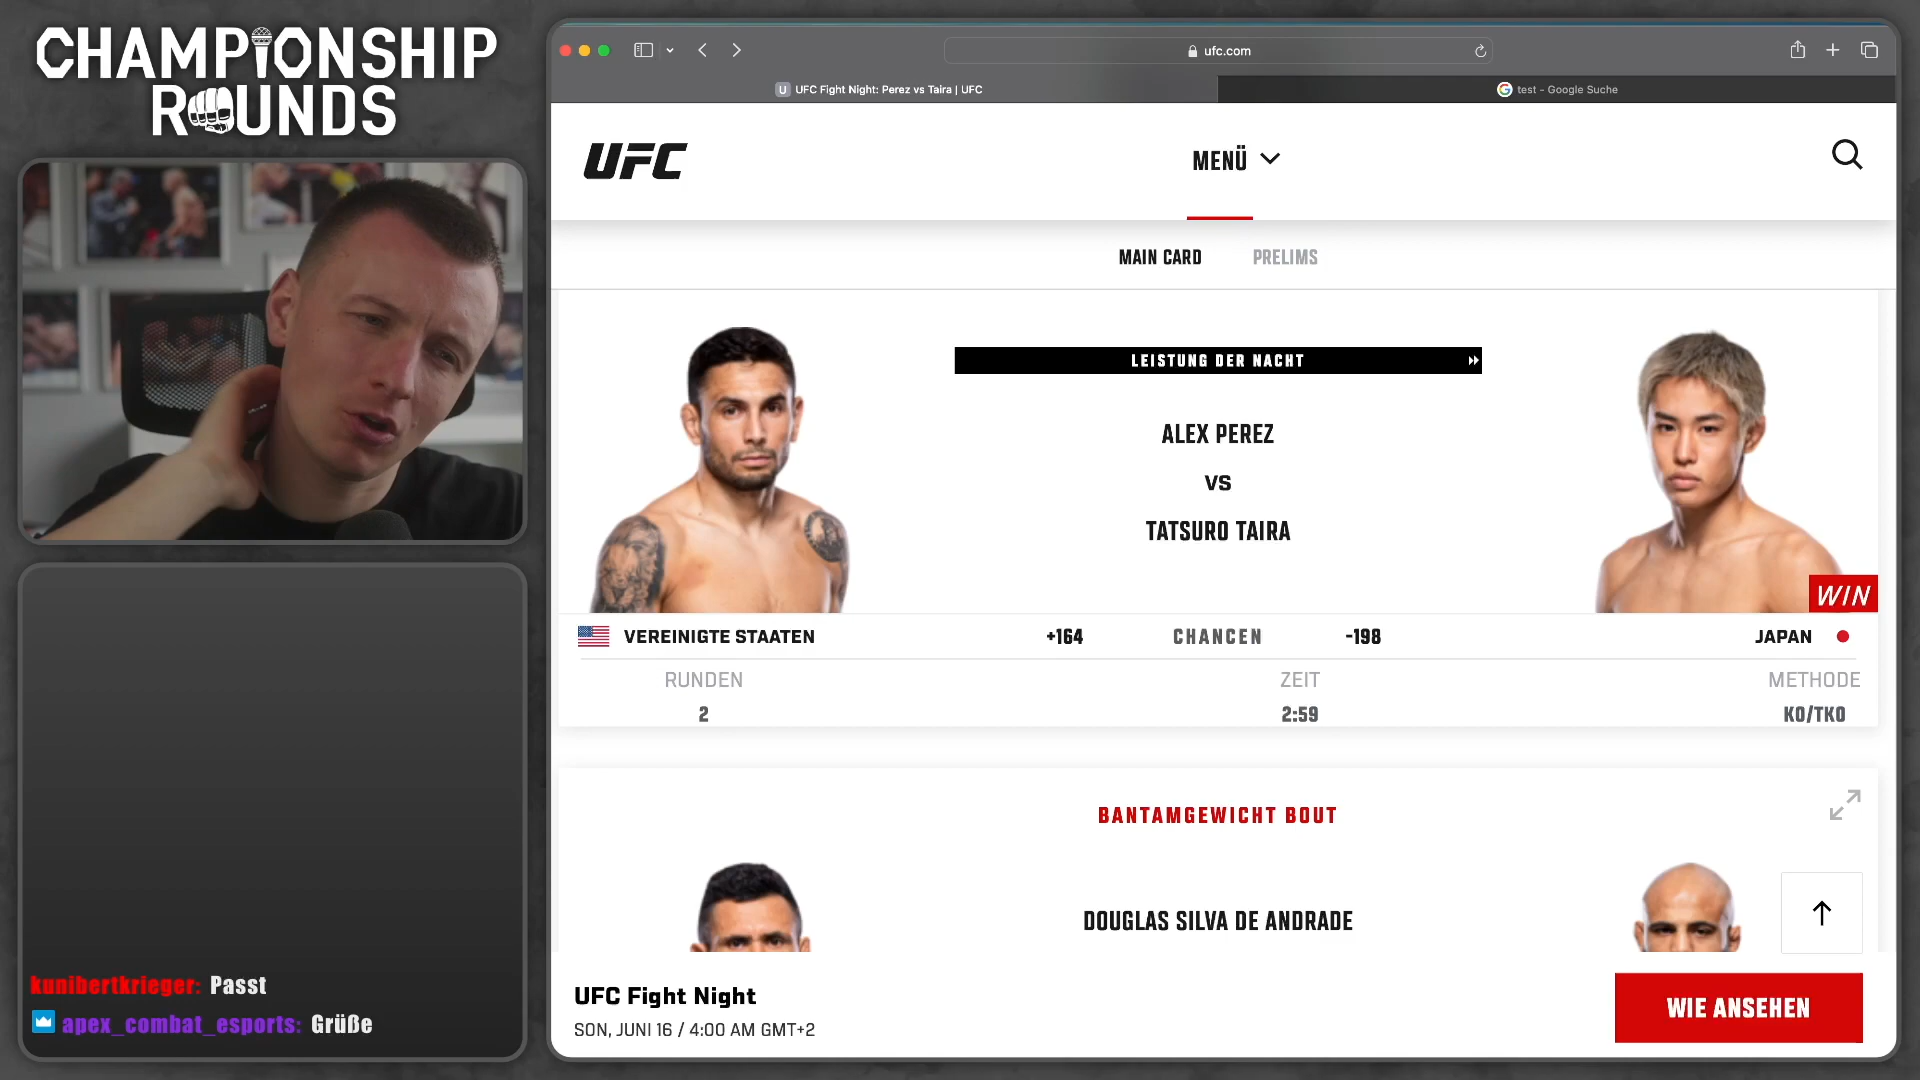 CHAMPIONSHIP
ROUNDS
ufc.com
U UFC Fight Night: Perez vs Taira | UFC
test - Google Suche
UFC
MENÜ
MAIN CARD
PRELIMS
LEISTUNG DER NACHT
ALEX PEREZ
VS
TATSURO TAIRA
WIN
VEREINIGTE STAATEN
+164
CHANCEN
-198
JAPAN
RUNDEN
ZEIT
METHODE
2
2:59
KO/TKO
BANTAMGEWICHT BOUT
DOUGLAS SILVA DE ANDRADE
UFC Fight Night
SON, JUNI 16 / 4:00 AM GMT+2
WIE ANSEHEN
kunibertkrieger: Passt
apex_combat_esports: Grüße